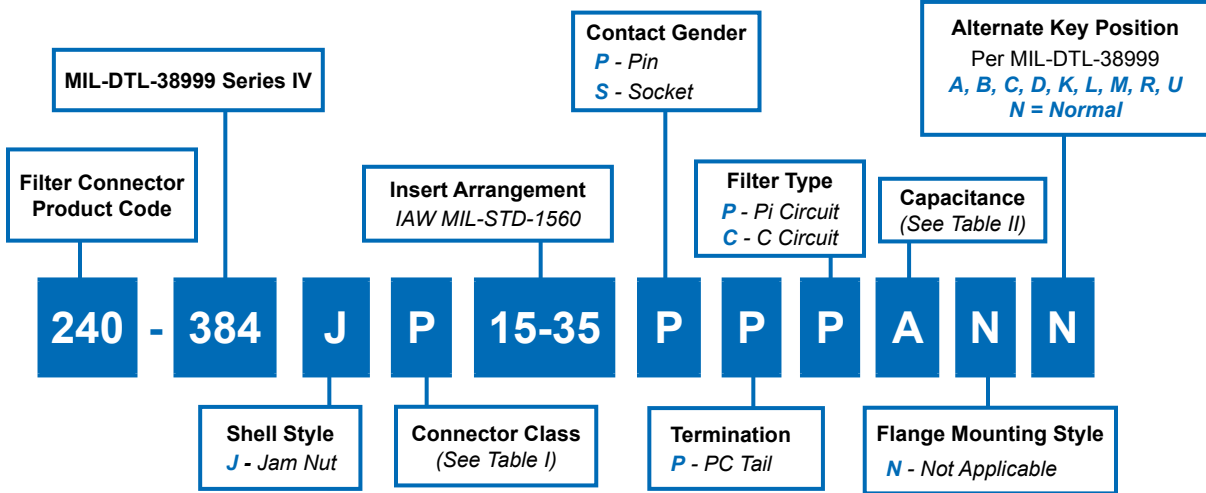 Contact Gender
P - Pin
S - Socket
Alternate Key Position
Per MIL-DTL-38999
A, B, C, D, K, L, M, R, U
N = Normal
MIL-DTL-38999 Series IV
Filter Connector
Product Code
Insert Arrangement
IAW MIL-STD-1560
Filter Type
P - Pi Circuit
C - C Circuit
Capacitance
(See Table II)
240 - 384 J P 15-35 P P P A N N
Shell Style
J - Jam Nut
Connector Class
(See Table I)
Termination
P - PC Tail
Flange Mounting Style
N - Not Applicable